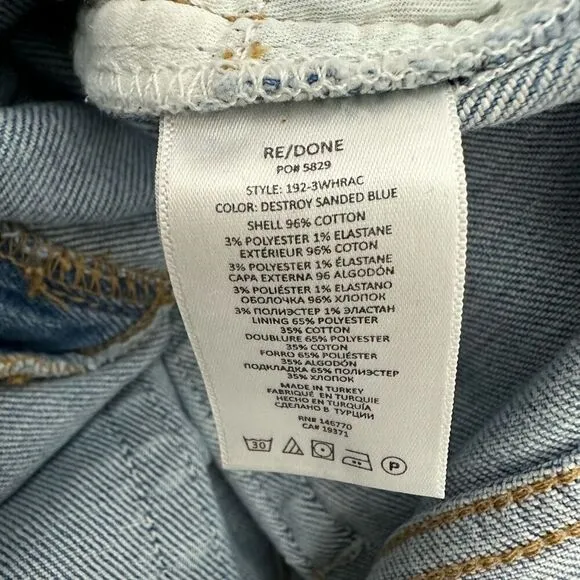 RE/DONE
PO# 5829
STYLE: 192-3WHRAC
COLOR: DESTROY SANDED BLUE
SHELL 96% COTTON
3% POLYESTER 1% ELASTANE
EXTÉRIEUR 96% COTON
3% POLYESTER 1% ELASTANE
CAPA EXTERNA 96 ALGODÓN
3% POLIÉSTER 1% ELASTANO
ОБОЛОЧКА 96% ХЛОПОК
3% ПОЛИЭСТЕР 1% ЭЛАСТАН
LINING 65% POLYESTER
35% COTTON
DOUBLURE 65% POLYESTER
35% COTON
FORRO 65% POLIÉSTER
35% ALGODÓN
ПОДКЛАДКА 65% ПОЛИЭСТЕР
35% ХЛОПОК
MADE IN TURKEY
FABRIQUÉ EN TURQUIE
HECHO EN TURQUÍA
СДЕЛАНО В ТУРЦИИ
RN# 146770
CA# 19371
30 P